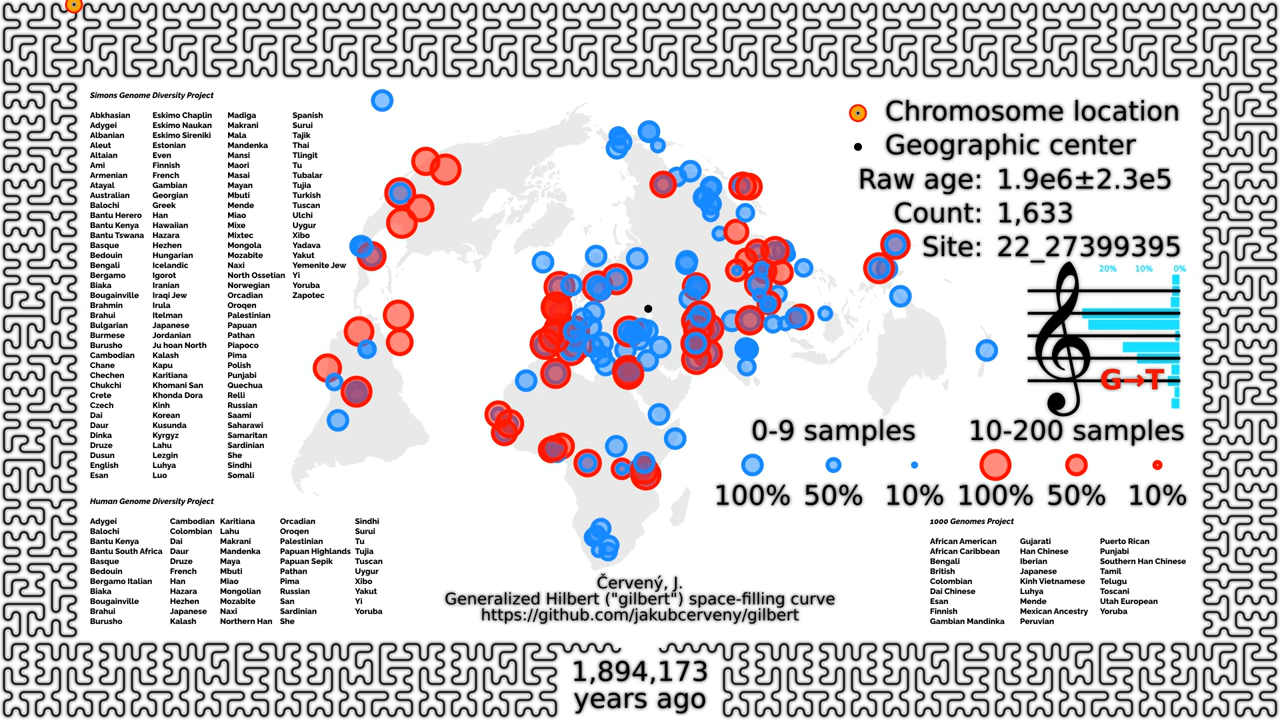 Simons Genome Diversity Project
Abkhasian Eskimo Chaplin Madiga Spanish
Adygei Eskimo Naukan Makrani Surui
Albanian Eskimo Sireniki Mala Tajik
Aleut Estonian Mandenka Thai
Altaian Even Mansi Tlingit
Ami Finnish Maori Tu
Armenian French Masai Tubalar
Atayal Gambian Mayan Tujia
Australian Georgian Mbuti Turkish
Balochi Greek Mende Tuscan
Bantu Herero Han Miao Ulchi
Bantu Kenya Hawaiian Mixe Uygur
Bantu Tswana Hazara Mixtec Xibo
Basque Hezhen Mongola Yadava
Bedouin Hungarian Mozabite Yakut
Bengali Icelandic Naxi Yemenite Jew
Bergamo Igorot North Ossetian Yi
Biaka Iranian Norwegian Yoruba
Bougainville Iraqi Jew Orcadian Zapotec
Brahmin Irula Oroqen
Brahui Itelman Palestinian
Bulgarian Japanese Papuan
Burmese Jordanian Pathan
Burusho Ju hoan North Piapoco
Cambodian Kalash Pima
Chane Kapu Polish
Chechen Karitiana Punjabi
Chukchi Khomani San Quechua
Crete Khonda Dora Relli
Czech Kinh Russian
Dai Korean Saami
Daur Kusunda Saharawi
Dinka Kyrgyz Samaritan
Druze Lahu Sardinian
Dusun Lezgin She
English Luhya Sindhi
Esan Luo Somali
Chromosome location
Geographic center
Raw age: 1.9e6±2.3e5
Count: 1,633
Site: 22_27399395
20% 10% 0%
G→T
0-9 samples 10-200 samples
100% 50% 10% 100% 50% 10%
Human Genome Diversity Project
Adygei Cambodian Karitiana Orcadian Sindhi
Balochi Colombian Lahu Oroqen Surui
Bantu Kenya Dai Makrani Palestinian Tu
Bantu South Africa Daur Mandenka Papuan Highlands Tujia
Basque Druze Maya Papuan Sepik Tuscan
Bedouin French Mbuti Pathan Uygur
Bergamo Italian Han Miao Pima Xibo
Biaka Hazara Mongolian Russian Yakut
Bougainville Hezhen Mozabite San Yi
Brahui Japanese Naxi Sardinian Yoruba
Burusho Kalash Northern Han She
1000 Genomes Project
African American Gujarati Puerto Rican
African Caribbean Han Chinese Punjabi
Bengali Iberian Southern Han Chinese
British Japanese Tamil
Colombian Kinh Vietnamese Telugu
Dai Chinese Luhya Toscani
Esan Mende Utah European
Finnish Mexican Ancestry Yoruba
Gambian Mandinka Peruvian
Červený, J.
Generalized Hilbert ("gilbert") space-filling curve
https://github.com/jakubcerveny/gilbert
1,894,173
years ago